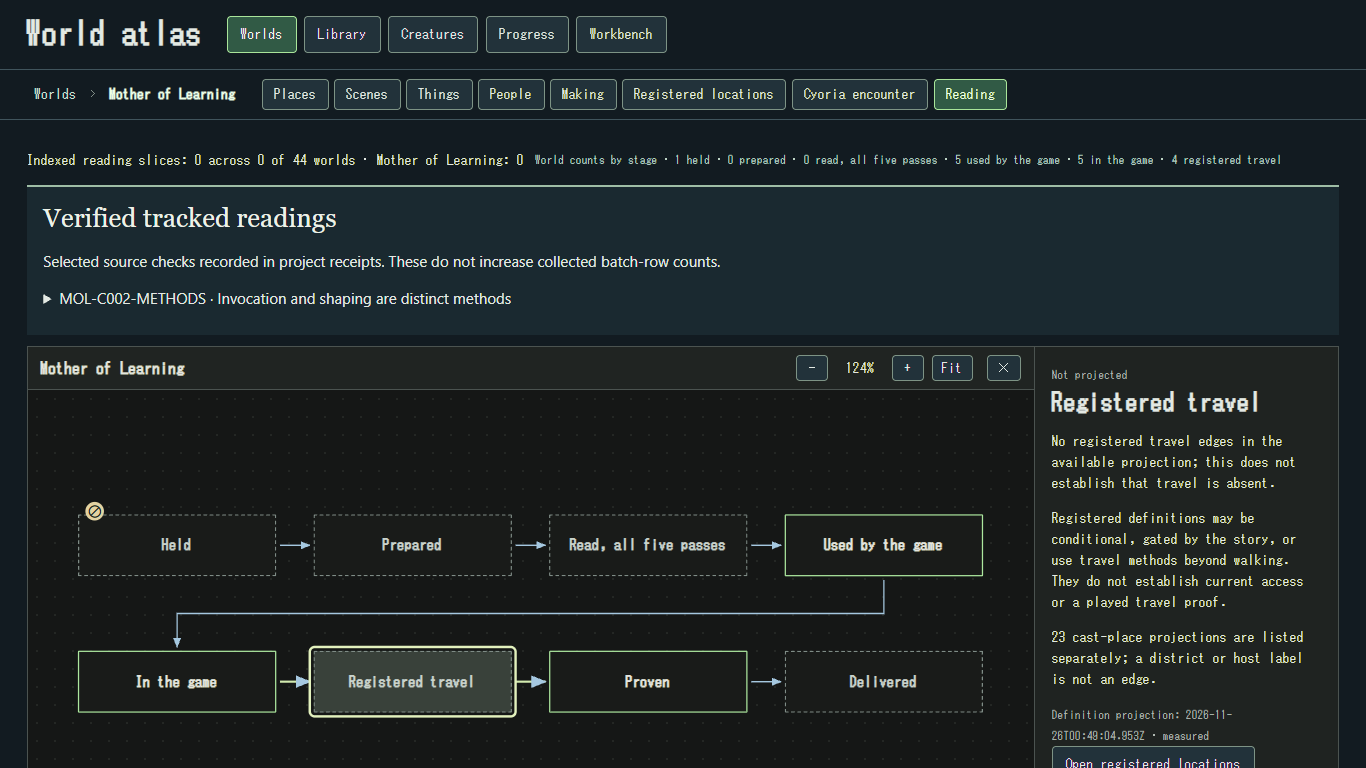 World atlas
Worlds Library Creatures Progress Workbench
Worlds > Mother of Learning Places Scenes Things People Making Registered locations Cyoria encounter Reading
Indexed reading slices: 0 across 0 of 44 worlds · Mother of Learning: 0 World counts by stage · 1 held · 0 prepared · 0 read, all five passes · 5 used by the game · 5 in the game · 4 registered travel
Verified tracked readings
Selected source checks recorded in project receipts. These do not increase collected batch-row counts.
▶ MOL-C002-METHODS · Invocation and shaping are distinct methods
Mother of Learning − 124% + Fit ×
Held Prepared Read, all five passes Used by the game
In the game Registered travel Proven Delivered
Not projected
Registered travel
No registered travel edges in the
available projection; this does not
establish that travel is absent.
Registered definitions may be
conditional, gated by the story, or
use travel methods beyond walking.
They do not establish current access
or a played travel proof.
23 cast-place projections are listed
separately; a district or host label
is not an edge.
Definition projection: 2026-11-
26T00:49:04.953Z · measured
Open registered locations